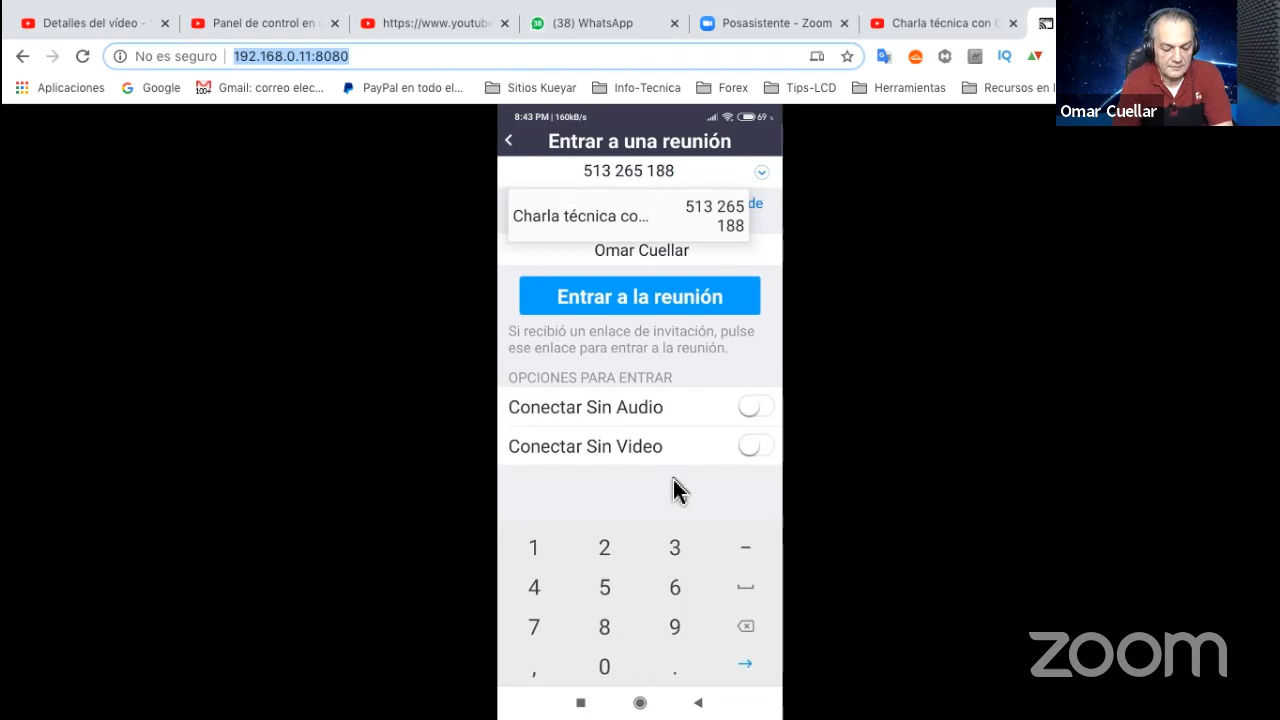 Detalles del vídeo -
Panel de control en
https://www.youtube
(38) WhatsApp
Posasistente - Zoom
Charla técnica con
No es seguro
192.168.0.11:8080
Aplicaciones
Google
Gmail: correo elec...
PayPal en todo el...
Sitios Kueyar
Info-Tecnica
Forex
Tips-LCD
Herramientas
Recursos en
IQ
Omar Cuellar
8:43 PM | 160kB/s
69
Entrar a una reunión
513 265 188
Charla técnica co...
513 265
188
de
Omar Cuellar
Entrar a la reunión
Si recibió un enlace de invitación, pulse
ese enlace para entrar a la reunión.
OPCIONES PARA ENTRAR
Conectar Sin Audio
Conectar Sin Video
1 2 3 -
4 5 6
7 8 9
, 0 .
zoom